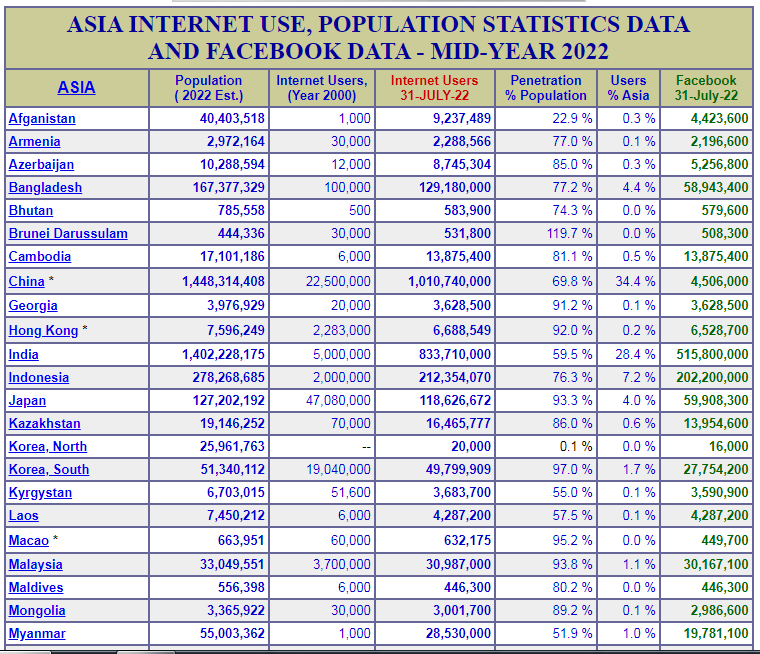 ASIA INTERNET USE, POPULATION STATISTICS DATA
AND FACEBOOK DATA - MID-YEAR 2022
ASIA Population ( 2022 Est.) Internet Users, (Year 2000) Internet Users 31-JULY-22 Penetration % Population Users % Asia Facebook 31-July-22
Afganistan 40,403,518 1,000 9,237,489 22.9 % 0.3 % 4,423,600
Armenia 2,972,164 30,000 2,288,566 77.0 % 0.1 % 2,196,600
Azerbaijan 10,288,594 12,000 8,745,304 85.0 % 0.3 % 5,256,800
Bangladesh 167,377,329 100,000 129,180,000 77.2 % 4.4 % 58,943,400
Bhutan 785,558 500 583,900 74.3 % 0.0 % 579,600
Brunei Darussulam 444,336 30,000 531,800 119.7 % 0.0 % 508,300
Cambodia 17,101,186 6,000 13,875,400 81.1 % 0.5 % 13,875,400
China * 1,448,314,408 22,500,000 1,010,740,000 69.8 % 34.4 % 4,506,000
Georgia 3,976,929 20,000 3,628,500 91.2 % 0.1 % 3,628,500
Hong Kong * 7,596,249 2,283,000 6,688,549 92.0 % 0.2 % 6,528,700
India 1,402,228,175 5,000,000 833,710,000 59.5 % 28.4 % 515,800,000
Indonesia 278,268,685 2,000,000 212,354,070 76.3 % 7.2 % 202,200,000
Japan 127,202,192 47,080,000 118,626,672 93.3 % 4.0 % 59,908,300
Kazakhstan 19,146,252 70,000 16,465,777 86.0 % 0.6 % 13,954,600
Korea, North 25,961,763 -- 20,000 0.1 % 0.0 % 16,000
Korea, South 51,340,112 19,040,000 49,799,909 97.0 % 1.7 % 27,754,200
Kyrgystan 6,703,015 51,600 3,683,700 55.0 % 0.1 % 3,590,900
Laos 7,450,212 6,000 4,287,200 57.5 % 0.1 % 4,287,200
Macao * 663,951 60,000 632,175 95.2 % 0.0 % 449,700
Malaysia 33,049,551 3,700,000 30,987,000 93.8 % 1.1 % 30,167,100
Maldives 556,398 6,000 446,300 80.2 % 0.0 % 446,300
Mongolia 3,365,922 30,000 3,001,700 89.2 % 0.1 % 2,986,600
Myanmar 55,003,362 1,000 28,530,000 51.9 % 1.0 % 19,781,100